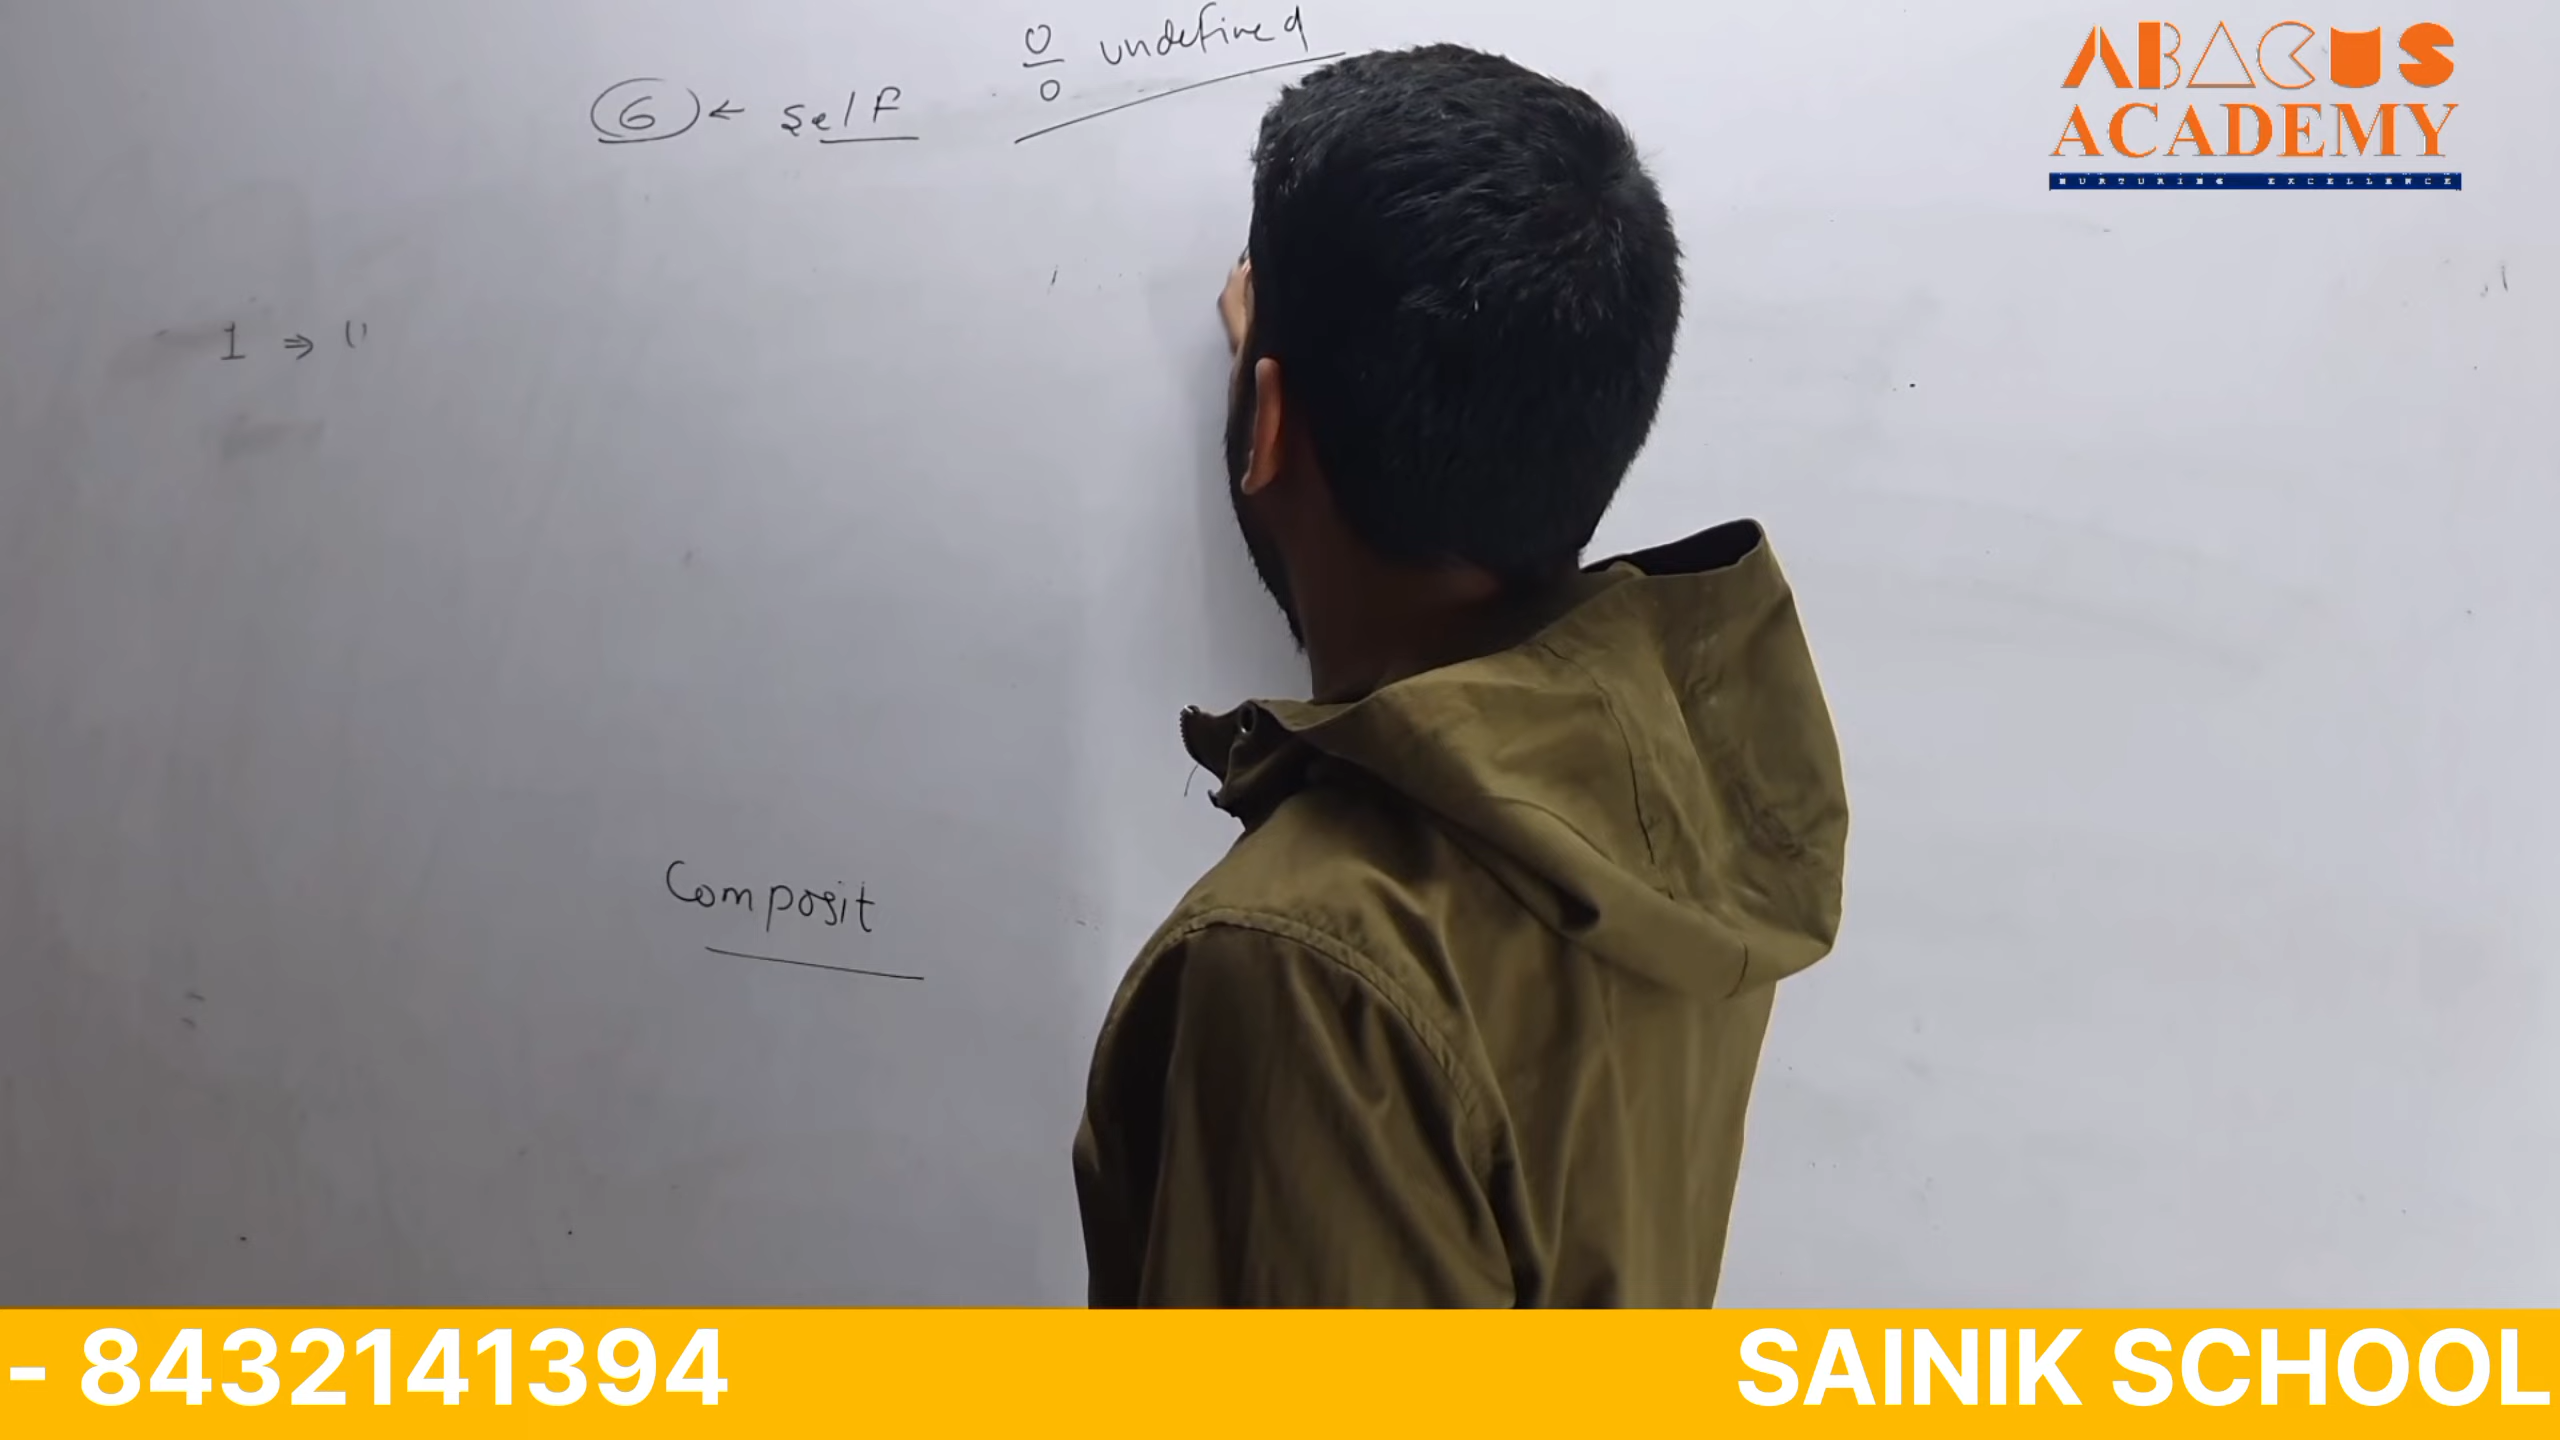 0/0 undefined
6 ← self
1 ⇒ "
Composit
ABACUS
ACADEMY
NURTURING EXCELLENCE
- 8432141394
SAINIK SCHOOL